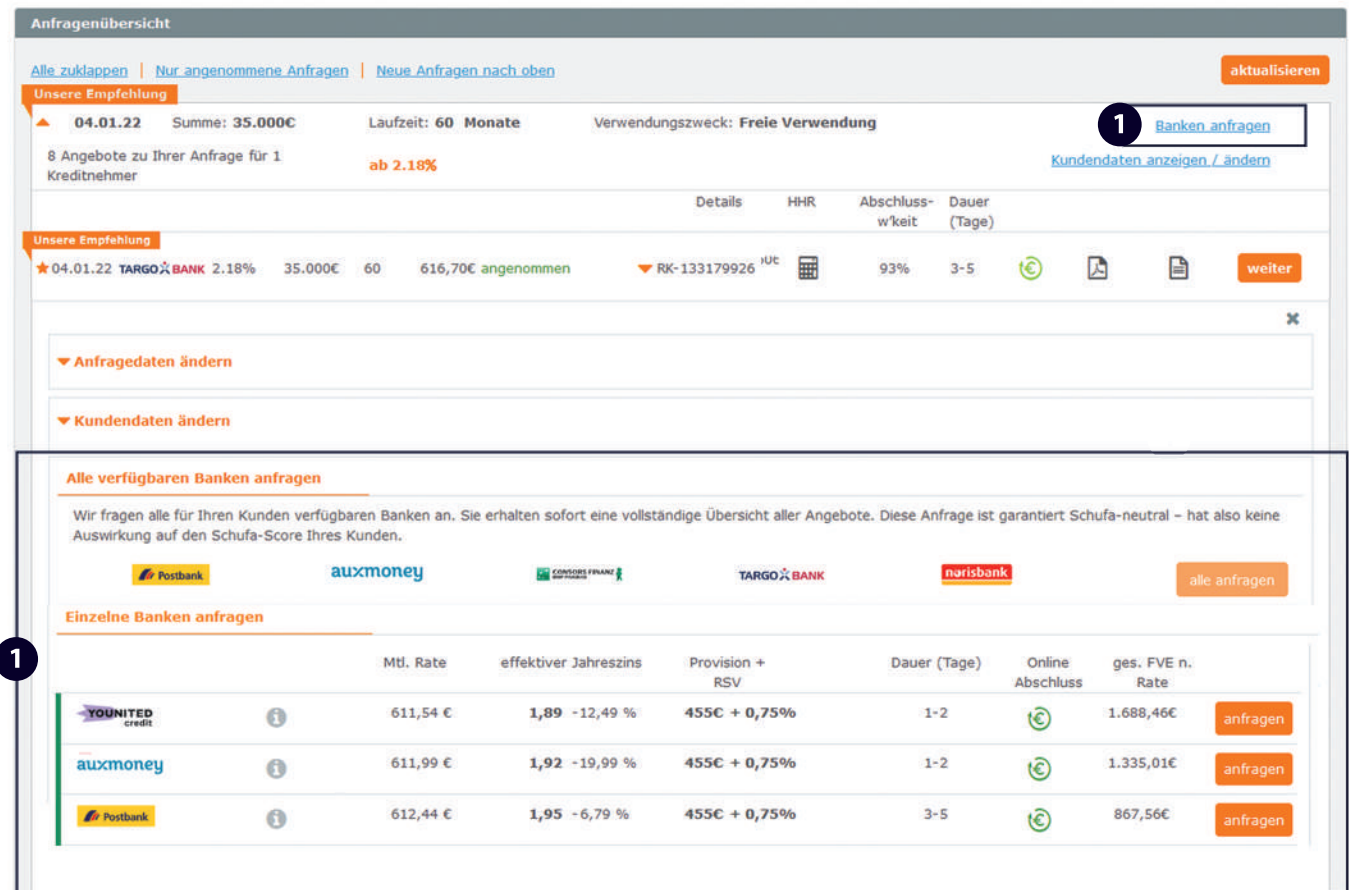 Anfragenübersicht
Alle zuklappen | Nur angenommene Anfragen | Neue Anfragen nach oben aktualisieren
Unsere Empfehlung
04.01.22 Summe: 35.000€ Laufzeit: 60 Monate Verwendungszweck: Freie Verwendung 1 Banken anfragen
8 Angebote zu Ihrer Anfrage für 1
Kreditnehmer ab 2.18% Kundendaten anzeigen / ändern
Details HHR Abschluss- Dauer
w'keit (Tage)
Unsere Empfehlung
04.01.22 TARGO BANK 2.18% 35.000€ 60 616,70€ angenommen RK-133179926 93% 3-5 weiter
Anfragedaten ändern
Kundendaten ändern
Alle verfügbaren Banken anfragen
Wir fragen alle für Ihren Kunden verfügbaren Banken an. Sie erhalten sofort eine vollständige Übersicht aller Angebote. Diese Anfrage ist garantiert Schufa-neutral – hat also keine
Auswirkung auf den Schufa-Score Ihres Kunden.
Postbank auxmoney CONSORS FINANZ TARGO BANK norisbank alle anfragen
Einzelne Banken anfragen
1
Mtl. Rate effektiver Jahreszins Provision + Dauer (Tage) Online ges. FVE n.
RSV Abschluss Rate
YOUNITED
credit 611,54 € 1,89 -12,49 % 455€ + 0,75% 1-2 1.688,46€ anfragen
auxmoney 611,99 € 1,92 -19,99 % 455€ + 0,75% 1-2 1.335,01€ anfragen
Postbank 612,44 € 1,95 -6,79 % 455€ + 0,75% 3-5 867,56€ anfragen